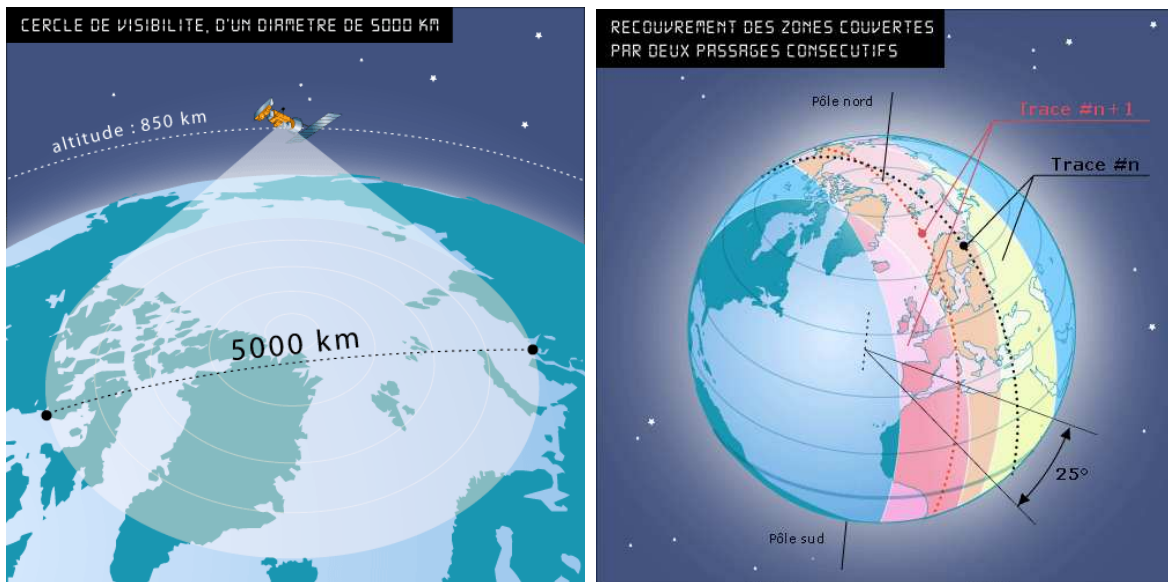 CERCLE DE VISIBILITE, D'UN DIAMETRE DE 5000 KM
altitude : 850 km
5000 km
RECOUVREMENT DES ZONES COUVERTES
PAR DEUX PASSAGES CONSECUTIFS
Pôle nord
Trace #n+1
Trace #n
25°
Pôle sud